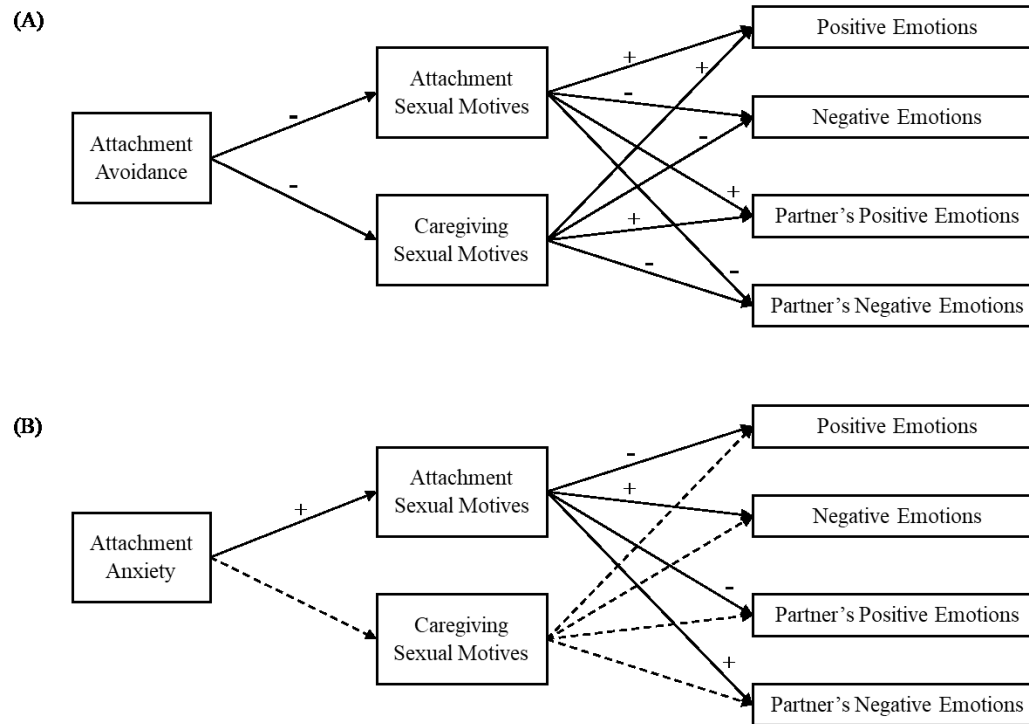 (A)
Positive Emotions
+
+
Attachment
Sexual Motives
-
-
Negative Emotions
-
Attachment
Avoidance
-
-
+
Partner’s Positive Emotions
Caregiving
Sexual Motives
+
-
-
Partner’s Negative Emotions
(B)
Positive Emotions
-
Attachment
Sexual Motives
+
+
Negative Emotions
Attachment
Anxiety
-
Partner’s Positive Emotions
Caregiving
Sexual Motives
+
Partner’s Negative Emotions